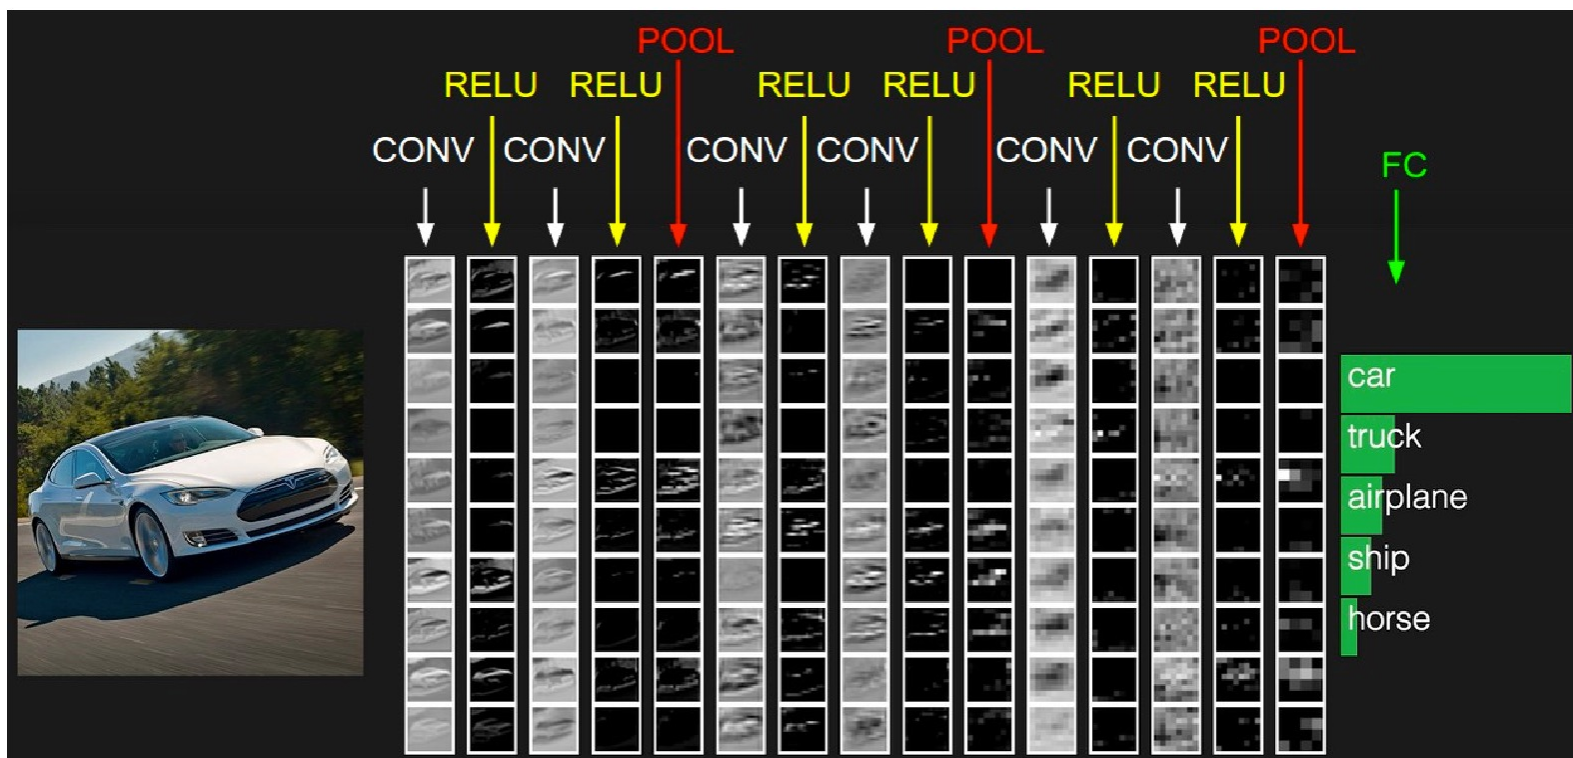 POOL POOL POOL
RELU RELU RELU RELU RELU RELU
CONV CONV CONV CONV CONV CONV
FC
car
truck
airplane
ship
horse